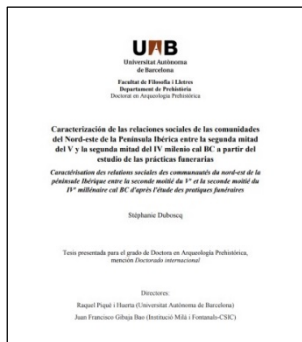 UAB
Universitat Autònoma
de Barcelona
Facultat de Filosofia i Lletres
Departament de Prehistòria
Doctorat en Arqueologia Prehistòrica
Caracterización de las relaciones sociales de las comunidades
del Nord-este de la Península Ibérica entre la segunda mitad
del V y la segunda mitad del IV milenio cal BC a partir del
estudio de las prácticas funerarias
Caractérisation des relations sociales des communautés du nord-est de la
péninsule Ibérique entre la seconde moitié du Vº et la seconde moitié du
IVº millénaire cal BC d'après l'étude des pratiques funéraires
Stéphanie Duboscq
Tesis presentada para el grado de Doctora en Arqueología Prehistórica,
mención Doctorado internacional
Directores:
Raquel Piqué i Huerta (Universitat Autònoma de Barcelona)
Juan Francisco Gibaja Bao (Institució Milà i Fontanals-CSIC)